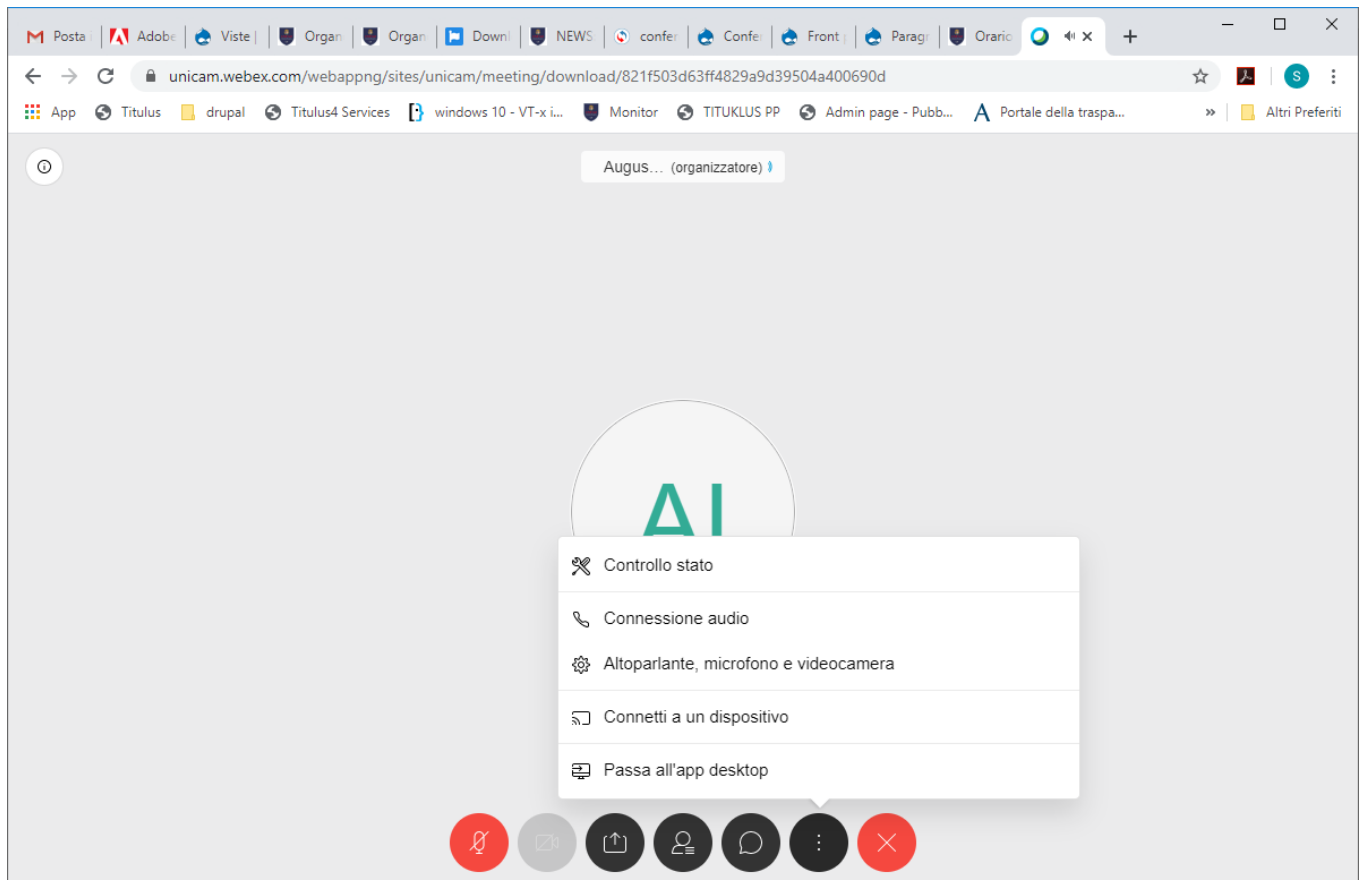 Posta Adobe Viste Organ Organ Downl NEWS confer Confer Front Paragr Orario
unicam.webex.com/webappng/sites/unicam/meeting/download/821f503d63ff4829a9d39504a400690d
S
App Titulus drupal Titulus4 Services windows 10 - VT-x i... Monitor TITUKLUS PP Admin page - Pubb... Portale della traspa... » Altri Preferiti
Augus... (organizzatore)
AI
Controllo stato
Connessione audio
Altoparlante, microfono e videocamera
Connetti a un dispositivo
Passa all'app desktop